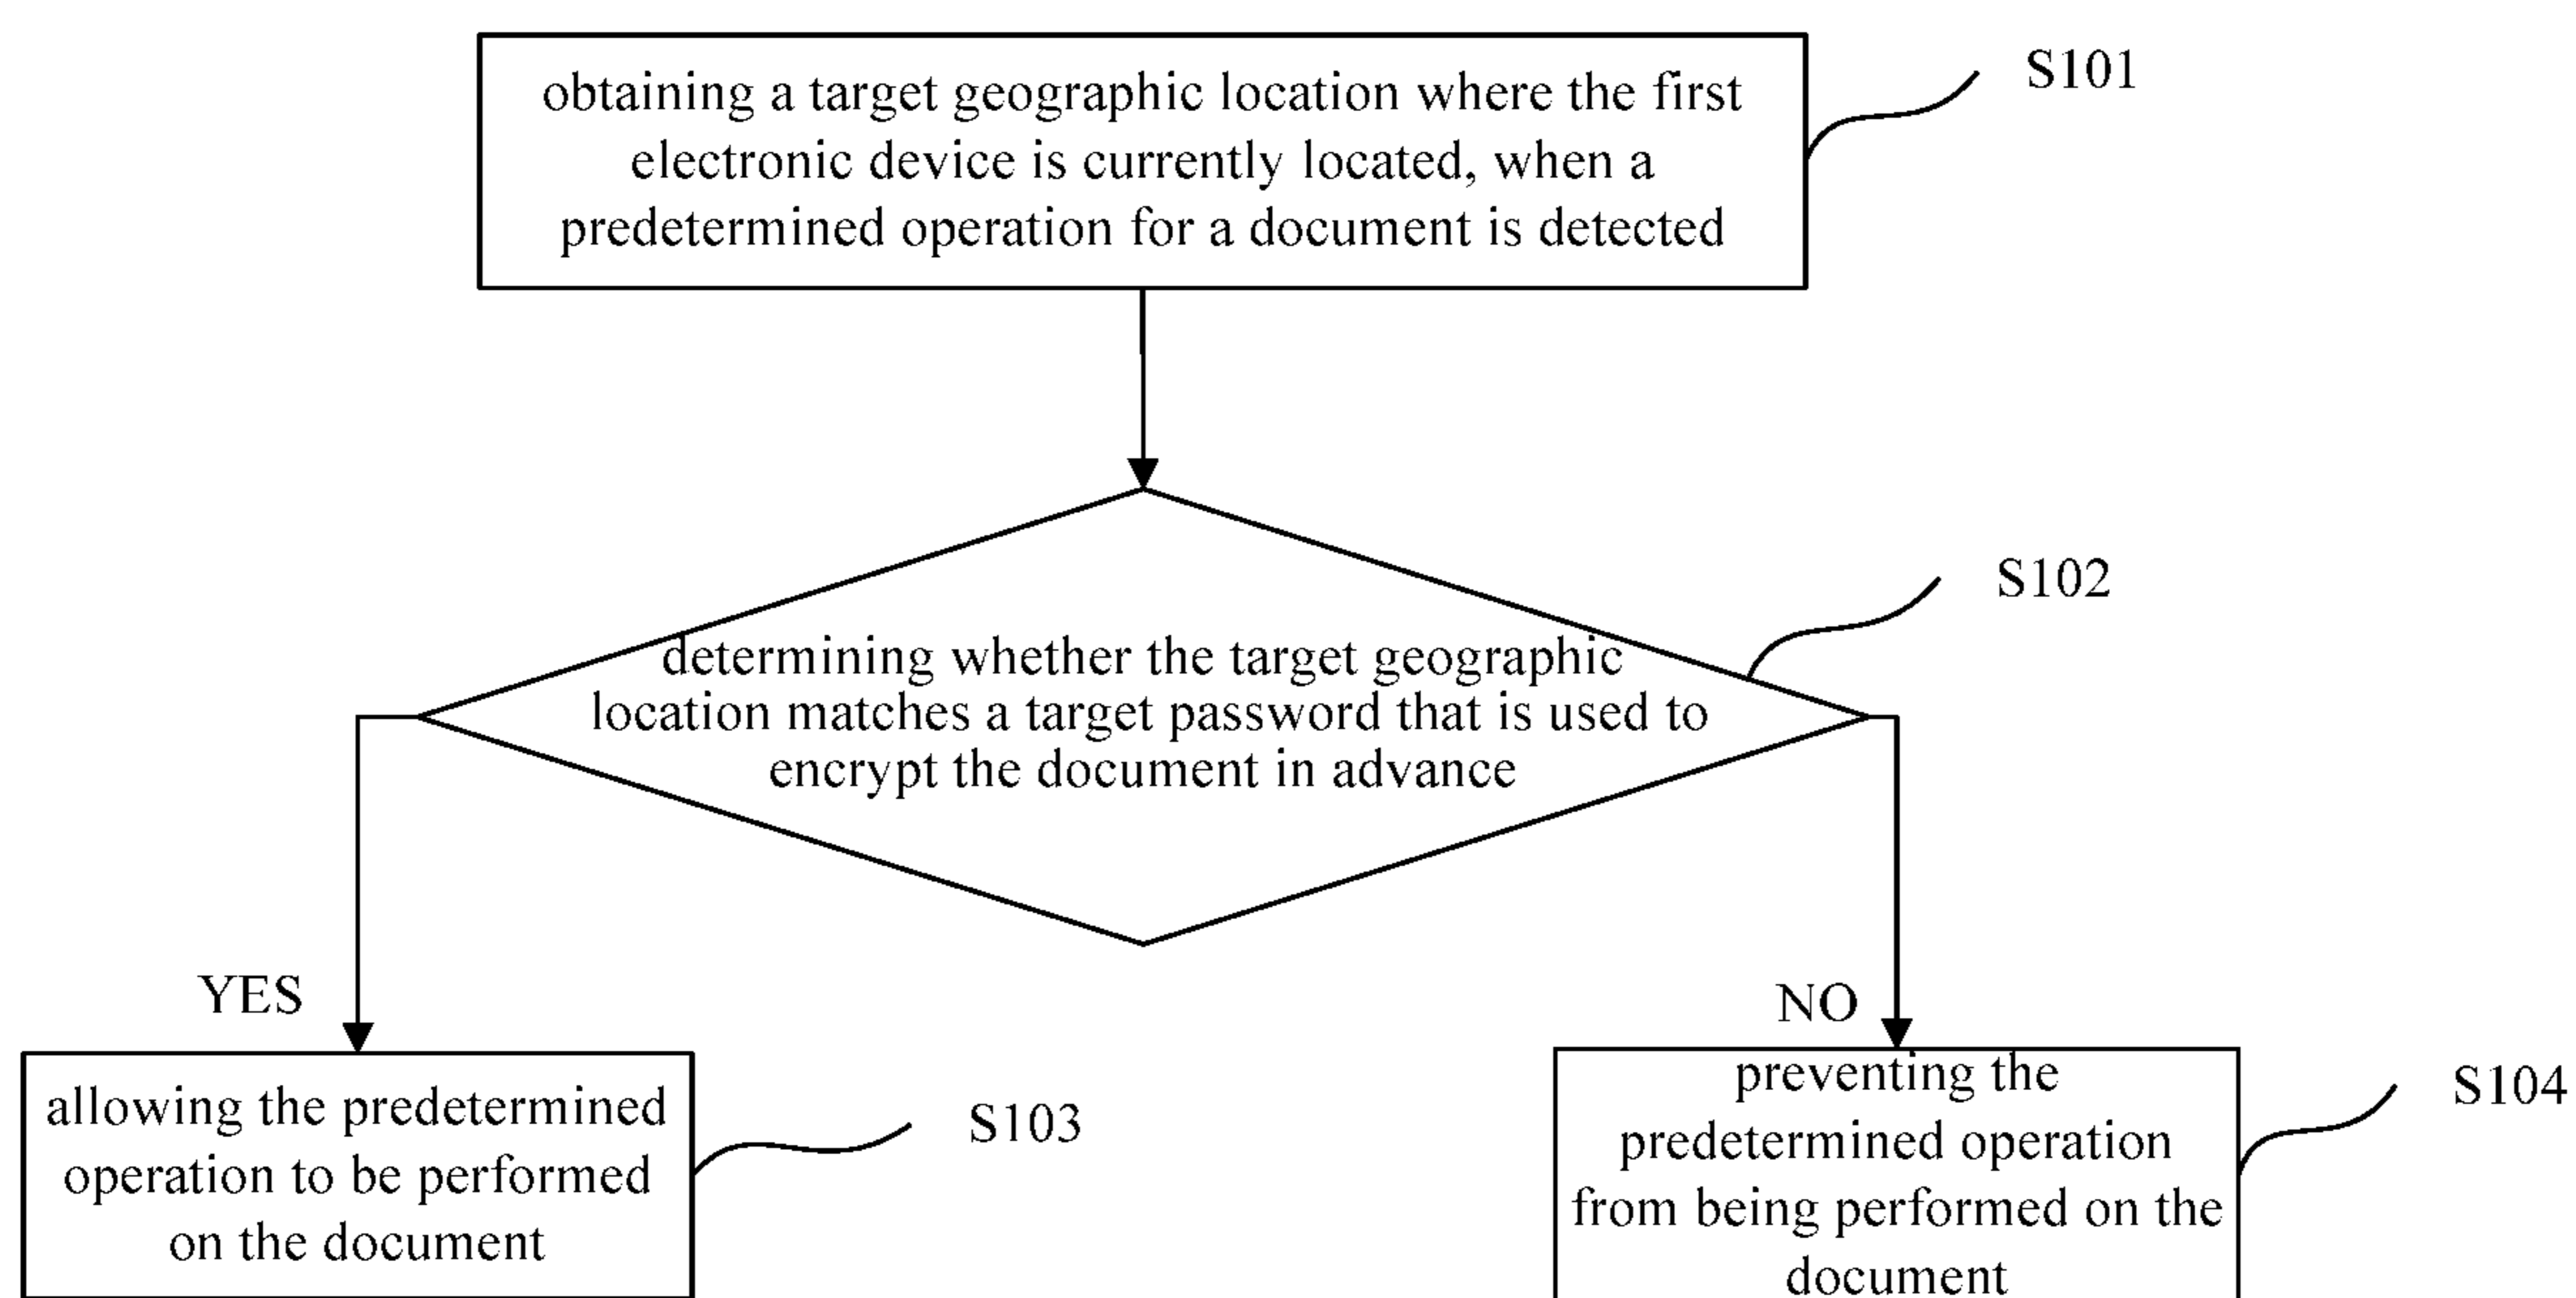 obtaining a target geographic location where the first
electronic device is currently located, when a
predetermined operation for a document is detected
S101
determining whether the target geographic
location matches a target password that is used to
encrypt the document in advance
S102
YES
NO
allowing the predetermined
operation to be performed
on the document
S103
preventing the
predetermined operation
from being performed on the
document
S104